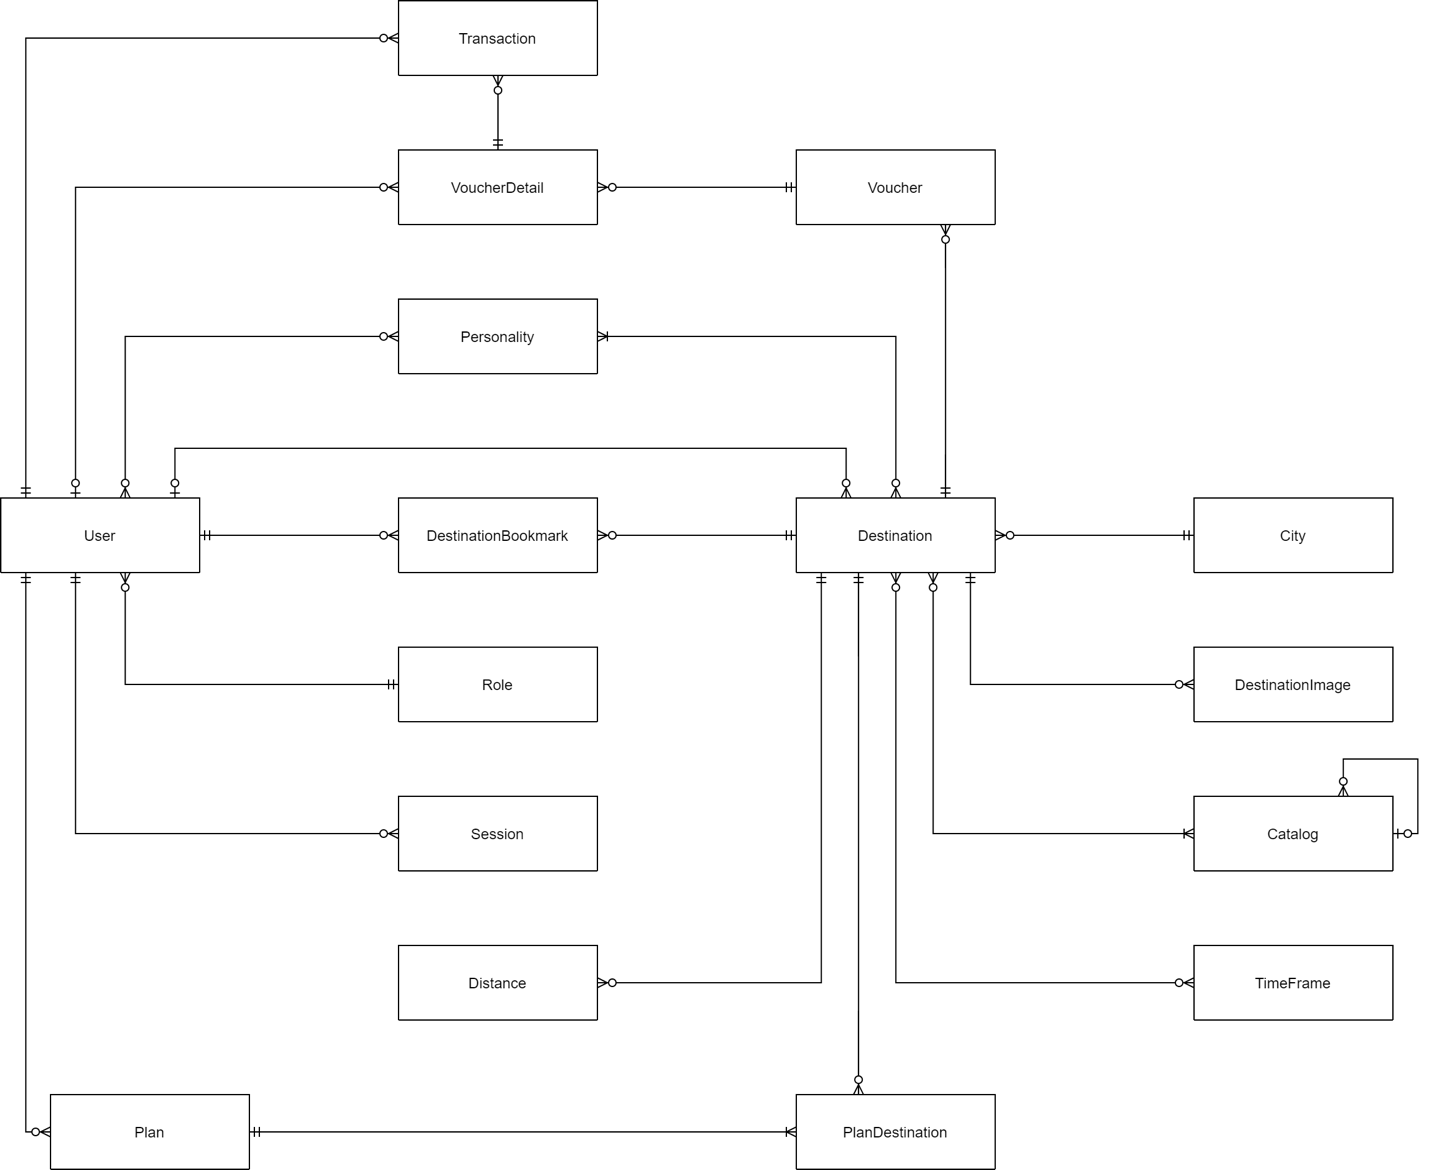 Transaction
VoucherDetail
Voucher
Personality
User
DestinationBookmark
Destination
City
Role
DestinationImage
Session
Catalog
Distance
TimeFrame
Plan
PlanDestination